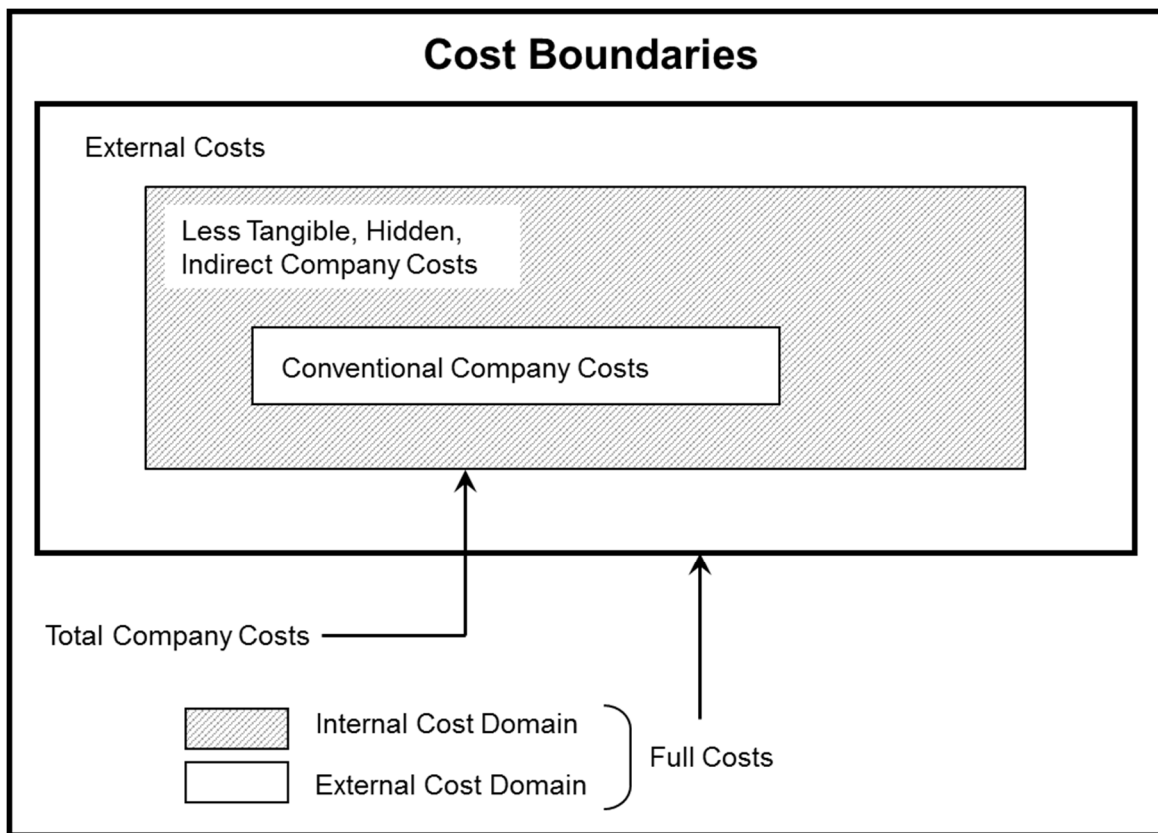 Cost Boundaries
External Costs
Less Tangible, Hidden,
Indirect Company Costs
Conventional Company Costs
Total Company Costs
Internal Cost Domain
External Cost Domain
Full Costs